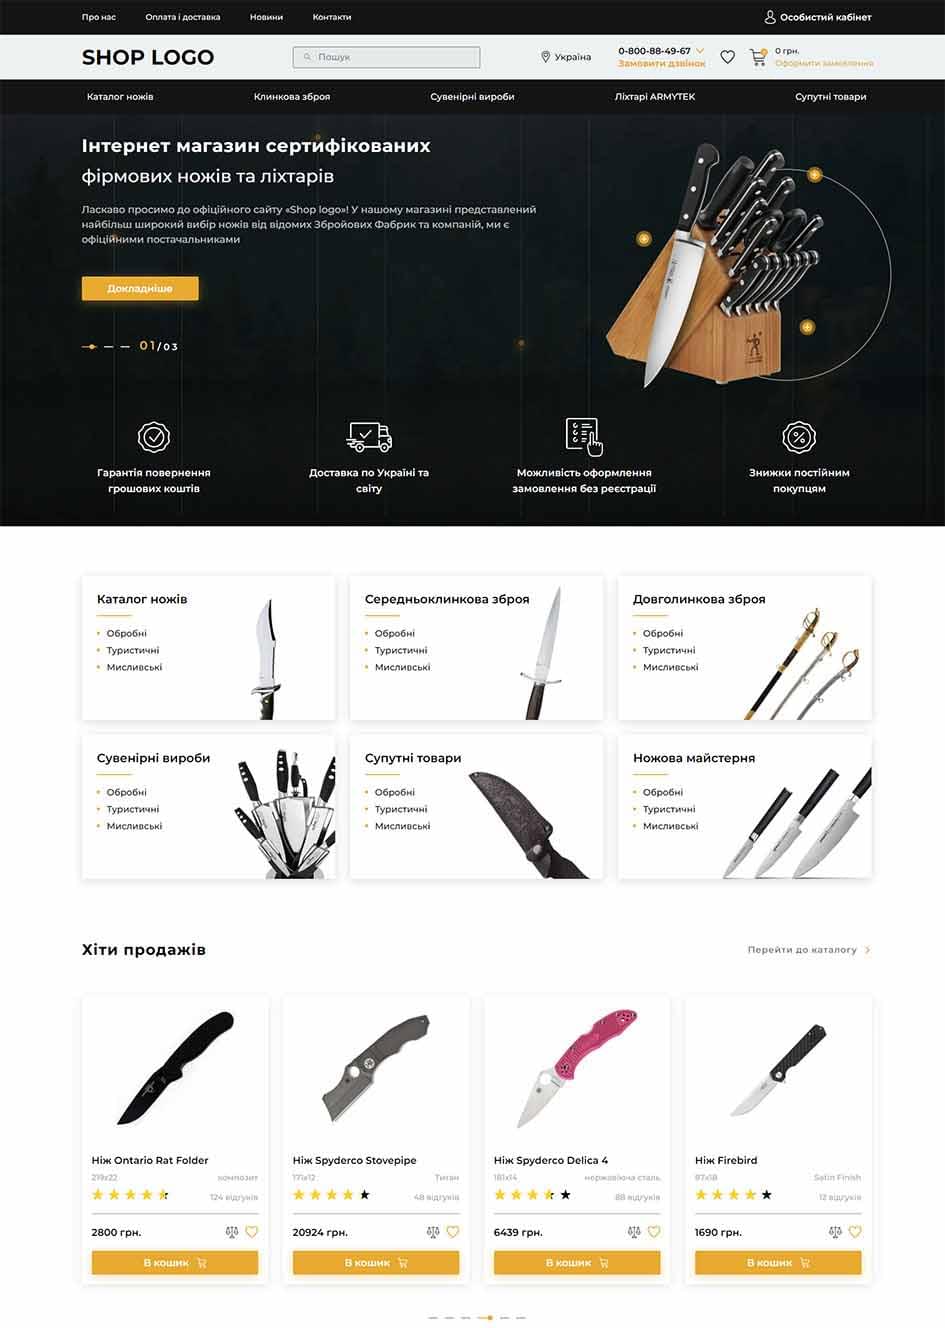 Про нас
Оплата і доставка
Новини
Контакти
Особистий кабінет
SHOP LOGO
Пошук
Україна
0-800-88-49-67
Замовити дзвінок
0 грн.
Оформити замовлення
Каталог ножів
Клинкова зброя
Сувенірні вироби
Ліхтарі ARMYTEK
Супутні товари
Інтернет магазин сертифікованих
фірмових ножів та ліхтарів
Ласкаво просимо до офіційного сайту «Shop logo»! У нашому магазині представлений
найбільш широкий вибір ножів від відомих Збройових Фабрик та компаній, ми є
офіційними постачальниками
Докладніше
01/03
Гарантія повернення
грошових коштів
Доставка по Україні та
світу
Можливість оформлення
замовлення без реєстрації
Знижки постійним
покупцям
Каталог ножів
Обробні
Туристичні
Мисливські
Середньоклинкова зброя
Обробні
Туристичні
Мисливські
Довголинкова зброя
Обробні
Туристичні
Мисливські
Сувенірні вироби
Обробні
Туристичні
Мисливські
Супутні товари
Обробні
Туристичні
Мисливські
Ножова майстерня
Обробні
Туристичні
Мисливські
Хіти продажів
Перейти до каталогу
Ніж Ontario Rat Folder
219x22 композит
124 відгуків
2800 грн.
В кошик
Ніж Spyderco Stovepipe
171x12 Титан
48 відгуків
20924 грн.
В кошик
Ніж Spyderco Delica 4
181x14 нержавіюча сталь
88 відгуків
6439 грн.
В кошик
Ніж Firebird
87x18 Satin Finish
12 відгуків
1690 грн.
В кошик